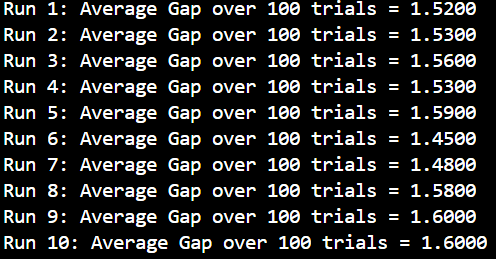 Run 1: Average Gap over 100 trials = 1.5200
Run 2: Average Gap over 100 trials = 1.5300
Run 3: Average Gap over 100 trials = 1.5600
Run 4: Average Gap over 100 trials = 1.5300
Run 5: Average Gap over 100 trials = 1.5900
Run 6: Average Gap over 100 trials = 1.4500
Run 7: Average Gap over 100 trials = 1.4800
Run 8: Average Gap over 100 trials = 1.5800
Run 9: Average Gap over 100 trials = 1.6000
Run 10: Average Gap over 100 trials = 1.6000